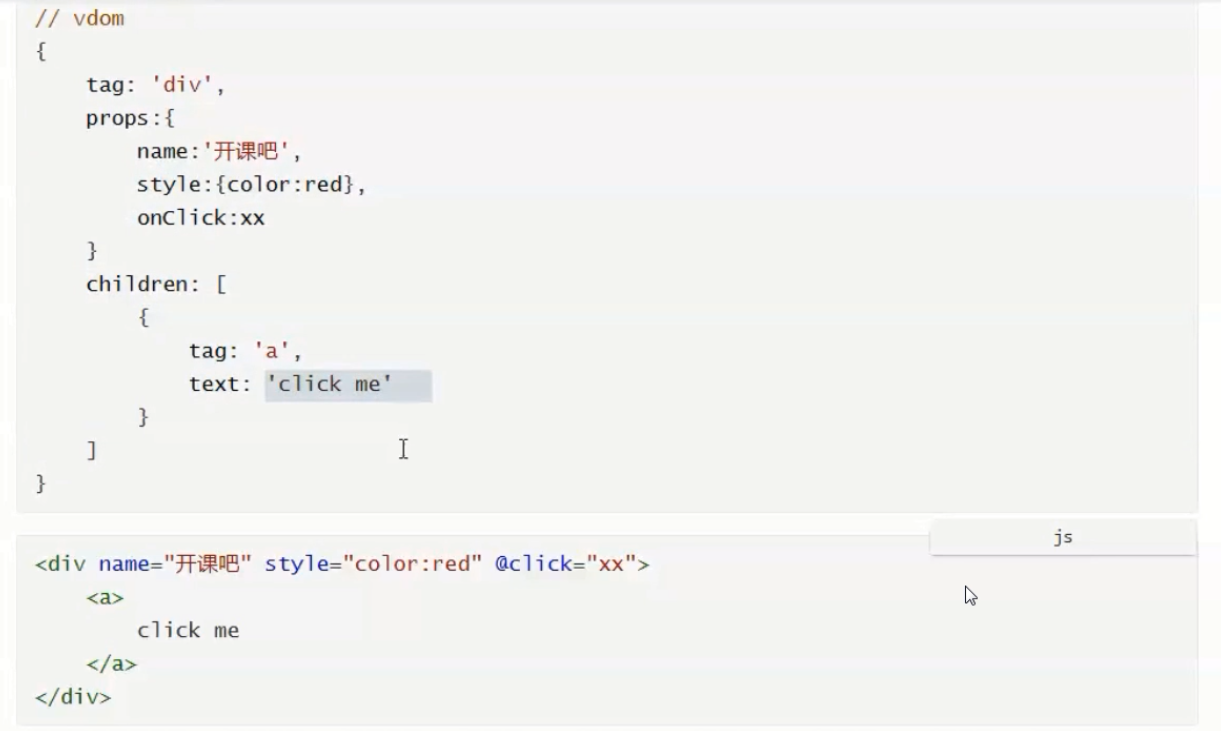 // vdom
{
    tag: 'div',
    props:{
        name:'开课吧',
        style:{color:red},
        onClick:xx
    }
    children: [
        {
            tag: 'a',
            text: 'click me'
        }
    ]
}
js
<div name="开课吧" style="color:red" @click="xx">
    <a>
        click me
    </a>
</div>